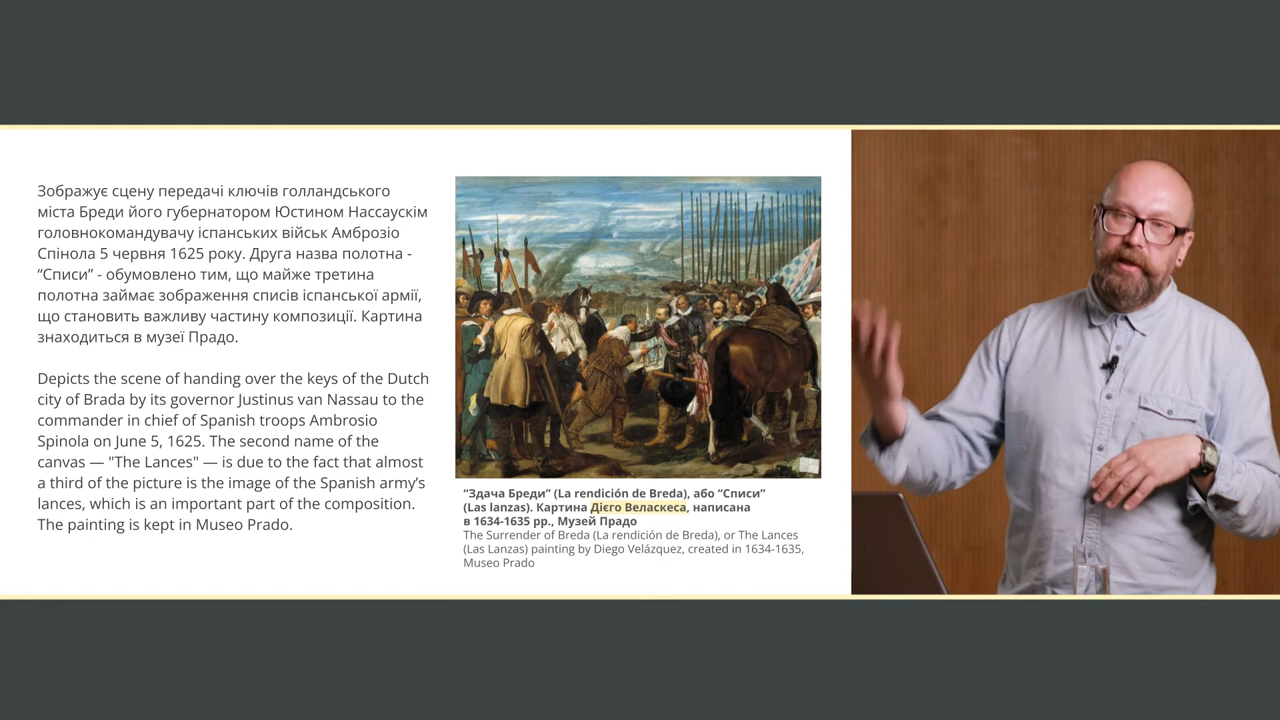 Зображує сцену передачі ключів голландського
міста Бреди його губернатором Юстином Нассаускім
головнокомандувачу іспанських військ Амброзіо
Спінола 5 червня 1625 року. Друга назва полотна -
“Списи” - обумовлено тим, що майже третина
полотна займає зображення списів іспанської армії,
що становить важливу частину композиції. Картина
знаходиться в музеї Прадо.
Depicts the scene of handing over the keys of the Dutch
city of Brada by its governor Justinus van Nassau to the
commander in chief of Spanish troops Ambrosio
Spinola on June 5, 1625. The second name of the
canvas — "The Lances" — is due to the fact that almost
a third of the picture is the image of the Spanish army’s
lances, which is an important part of the composition.
The painting is kept in Museo Prado.
“Здача Бреди” (La rendición de Breda), або “Списи”
(Las lanzas). Картина Дієго Веласкеса, написана
в 1634-1635 рр., Музей Прадо
The Surrender of Breda (La rendición de Breda), or The Lances
(Las Lanzas) painting by Diego Velázquez, created in 1634-1635,
Museo Prado